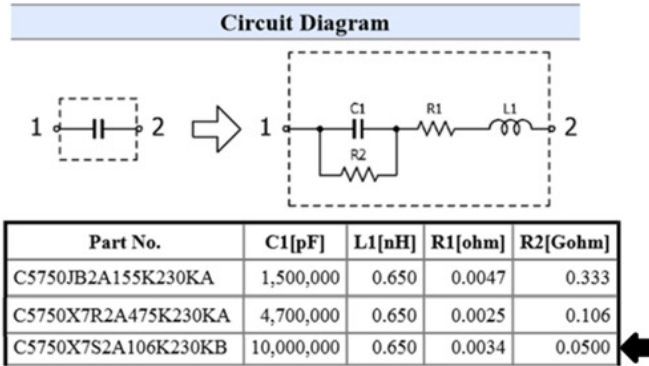 Circuit Diagram
1 2 1 C1 R1 L1 2
R2
Part No. C1[pF] L1[nH] R1[ohm] R2[Gohm]
C5750JB2A155K230KA 1,500,000 0.650 0.0047 0.333
C5750X7R2A475K230KA 4,700,000 0.650 0.0025 0.106
C5750X7S2A106K230KB 10,000,000 0.650 0.0034 0.0500